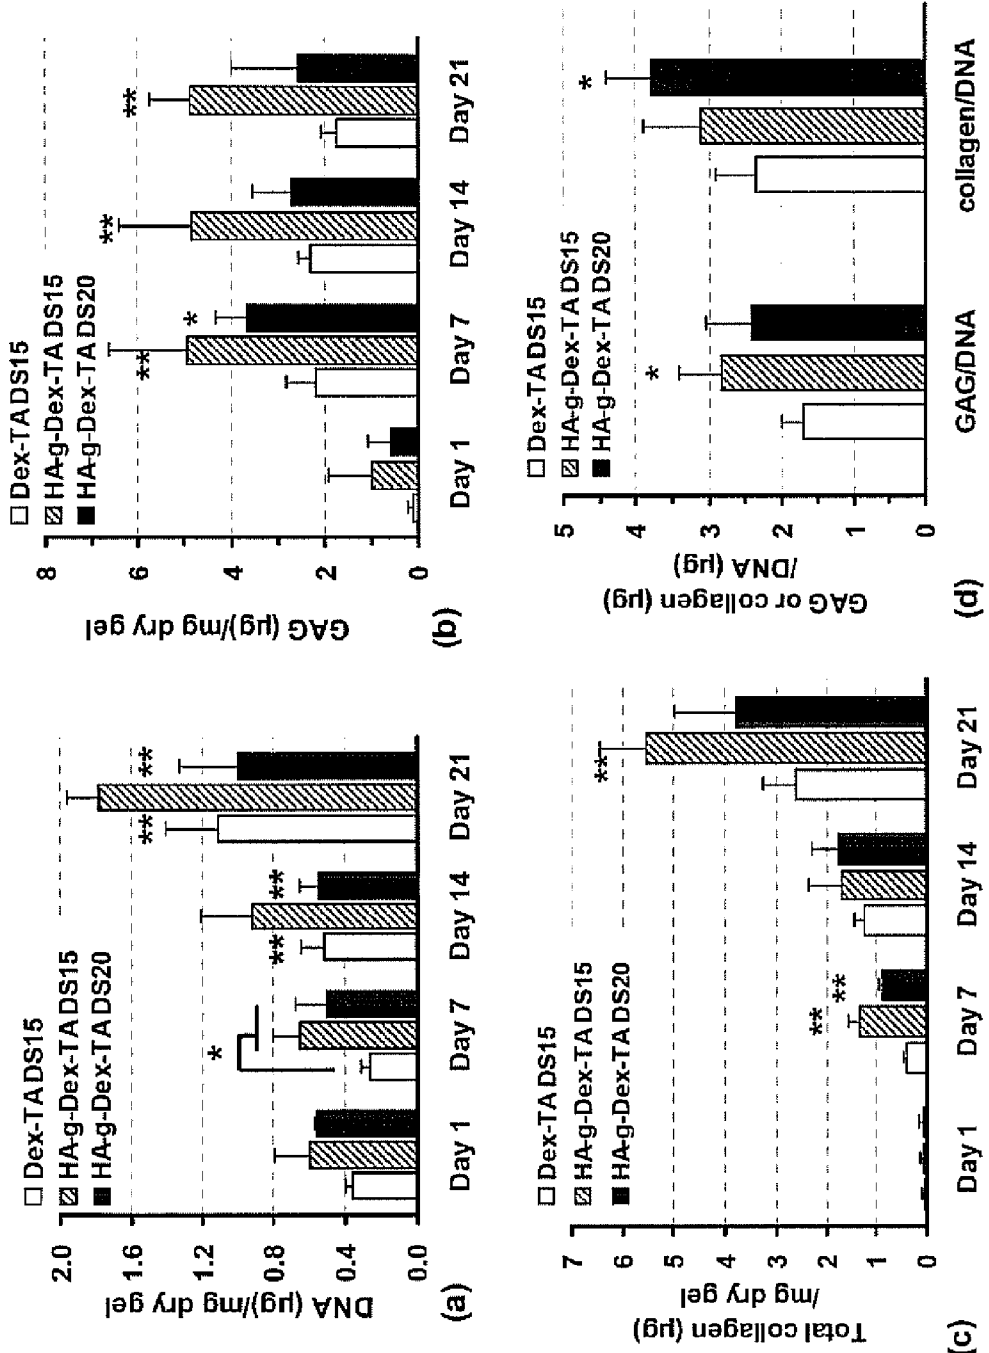 Dex-TA DS15
HA-g-Dex-TA DS15
HA-g-Dex-TA DS20
DNA (µg)/mg dry gel
2.0
1.6
1.2
0.8
0.4
0.0
*
**
**
**
**
Day 1 Day 7 Day 14 Day 21
(a)
Dex-TA DS15
HA-g-Dex-TA DS15
HA-g-Dex-TA DS20
GAG (µg)/mg dry gel
8
6
4
2
0
**
*
**
**
Day 1 Day 7 Day 14 Day 21
(b)
Dex-TA DS15
HA-g-Dex-TA DS15
HA-g-Dex-TA DS20
Total collagen (µg)
/mg dry gel
7
6
5
4
3
2
1
0
**
**
**
Day 1 Day 7 Day 14 Day 21
(c)
Dex-TA DS15
HA-g-Dex-TA DS15
HA-g-Dex-TA DS20
GAG or collagen (µg)
/DNA (µg)
5
4
3
2
1
0
*
*
GAG/DNA collagen/DNA
(d)